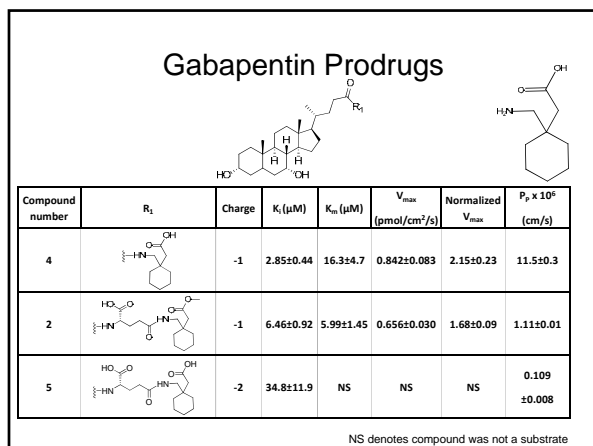 Gabapentin Prodrugs
OH
O
H₂N
O
R₁
HO
OH
Compound number | R₁ | Charge | Kᵢ (µM) | Kₘ (µM) | Vₘₐₓ (pmol/cm²/s) | Normalized Vₘₐₓ | Pₚ x 10⁶ (cm/s)
4 | OH O HN | -1 | 2.85±0.44 | 16.3±4.7 | 0.842±0.083 | 2.15±0.23 | 11.5±0.3
2 | HO O O O HN HN O | -1 | 6.46±0.92 | 5.99±1.45 | 0.656±0.030 | 1.68±0.09 | 1.11±0.01
5 | HO O O OH HN HN O | -2 | 34.8±11.9 | NS | NS | NS | 0.109 ±0.008
NS denotes compound was not a substrate